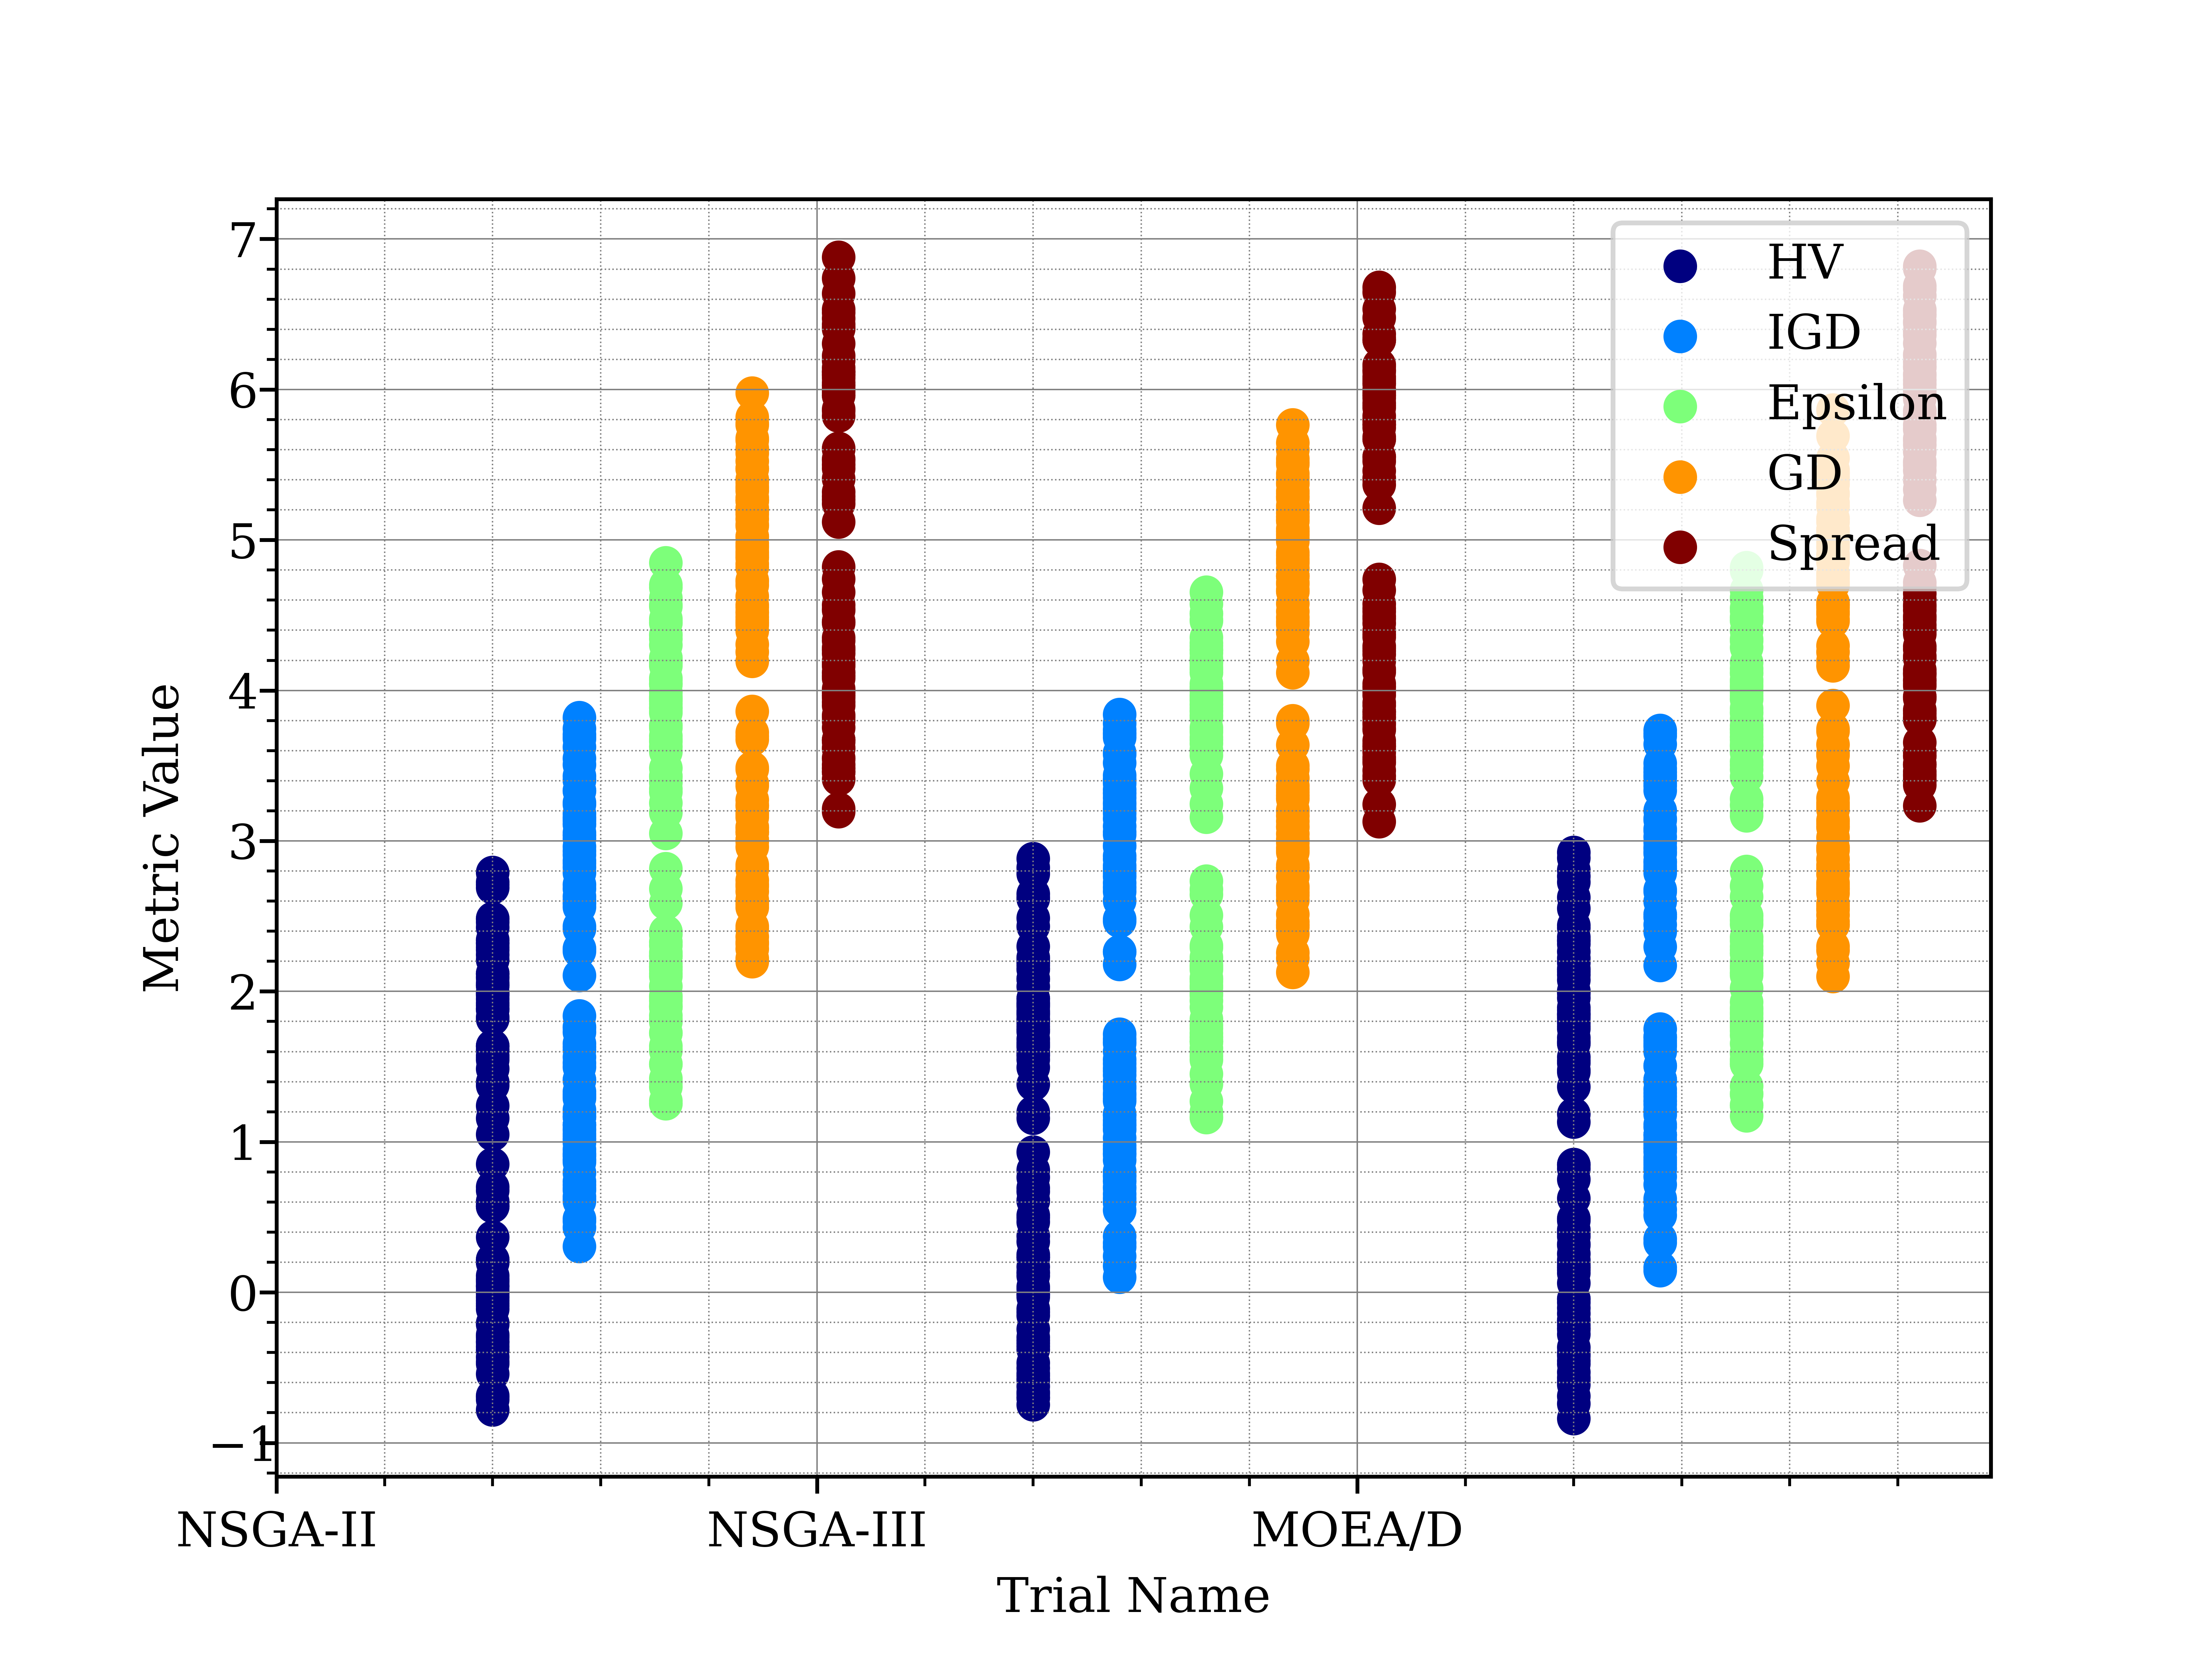 HV
IGD
Epsilon
GD
Spread
7
6
5
4
3
2
1
0
−1
Metric Value
NSGA-II NSGA-III MOEA/D
Trial Name